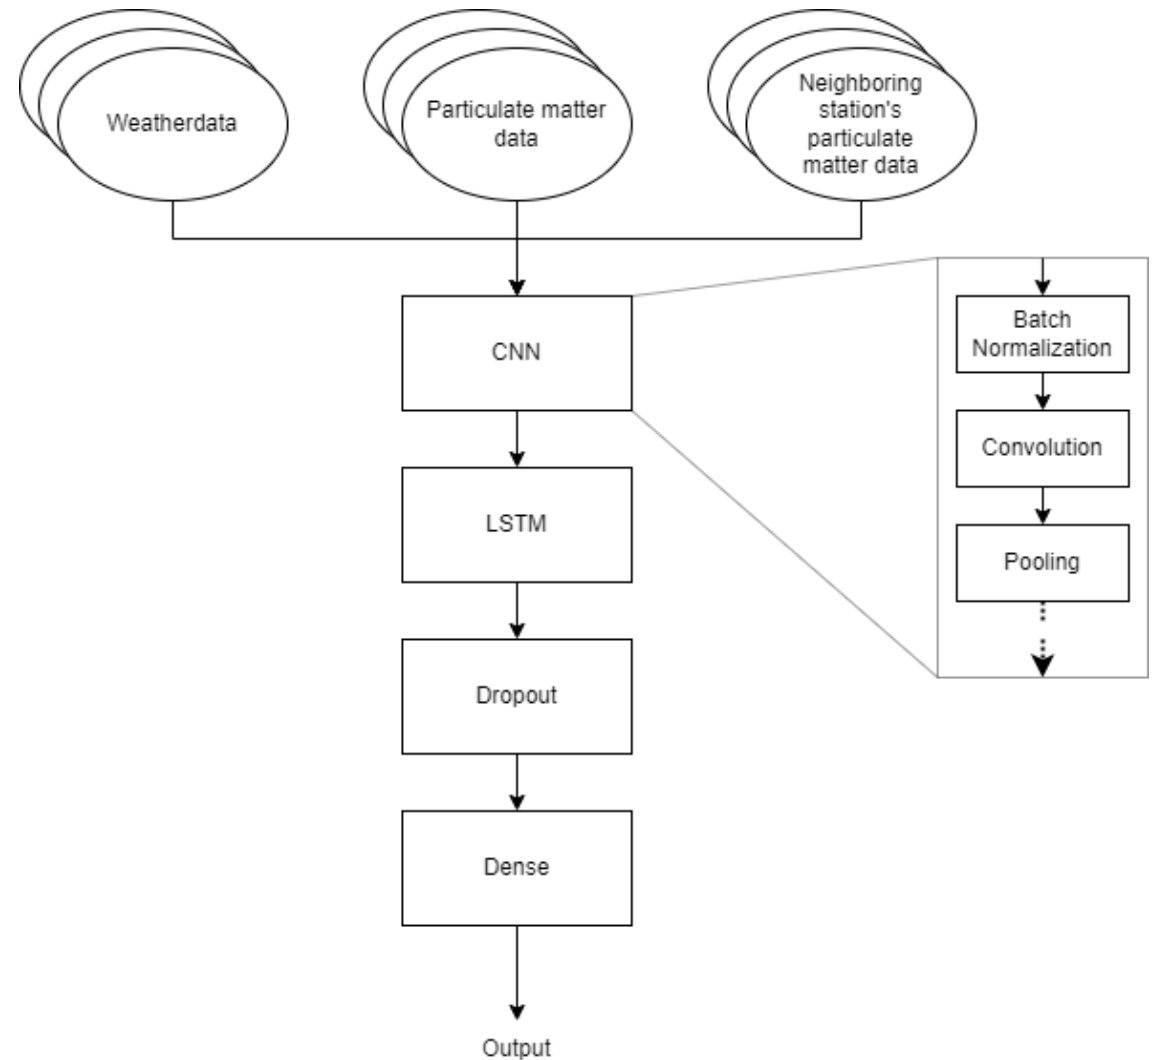 Weatherdata
Particulate matter
data
Neighboring
station's
particulate
matter data
CNN
Batch
Normalization
Convolution
LSTM
Pooling
Dropout
Dense
Output